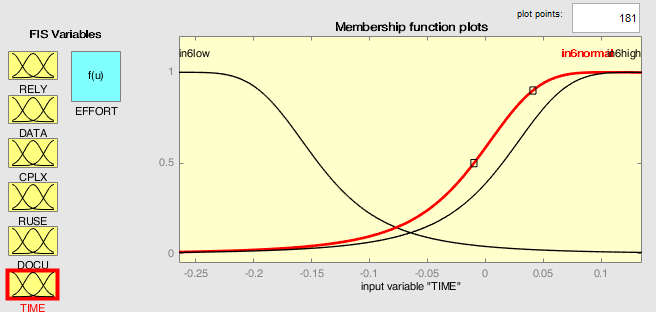 plot points: 181
FIS Variables
Membership function plots
RELY
DATA
CPLX
RUSE
DOCU
TIME
f(u)
EFFORT
in6low in6normal in6high
1
0.5
0
-0.25 -0.2 -0.15 -0.1 -0.05 0 0.05 0.1
input variable "TIME"